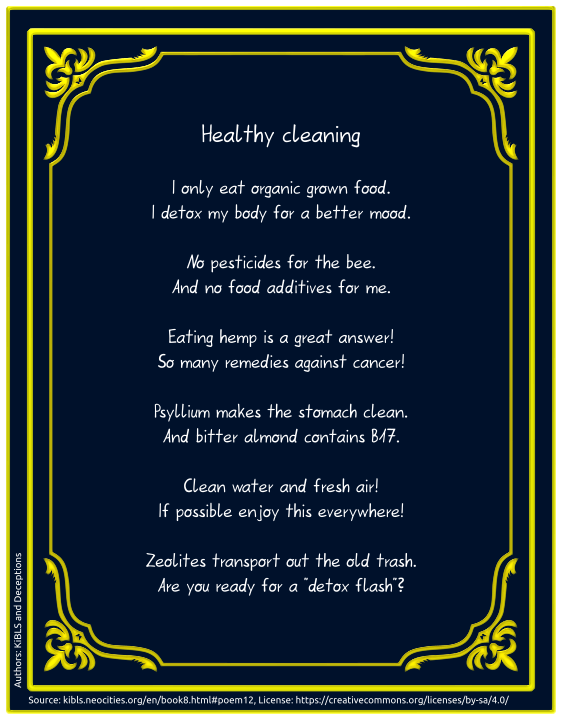 Healthy cleaning
I only eat organic grown food.
I detox my body for a better mood.
No pesticides for the bee.
And no food additives for me.
Eating hemp is a great answer!
So many remedies against cancer!
Psyllium makes the stomach clean.
And bitter almond contains B17.
Clean water and fresh air!
If possible enjoy this everywhere!
Zeolites transport out the old trash.
Are you ready for a "detox flash"?
Authors: KiBLS and Deceptions
Source: kibls.neocities.org/en/book8.html#poem12, License: https://creativecommons.org/licenses/by-sa/4.0/